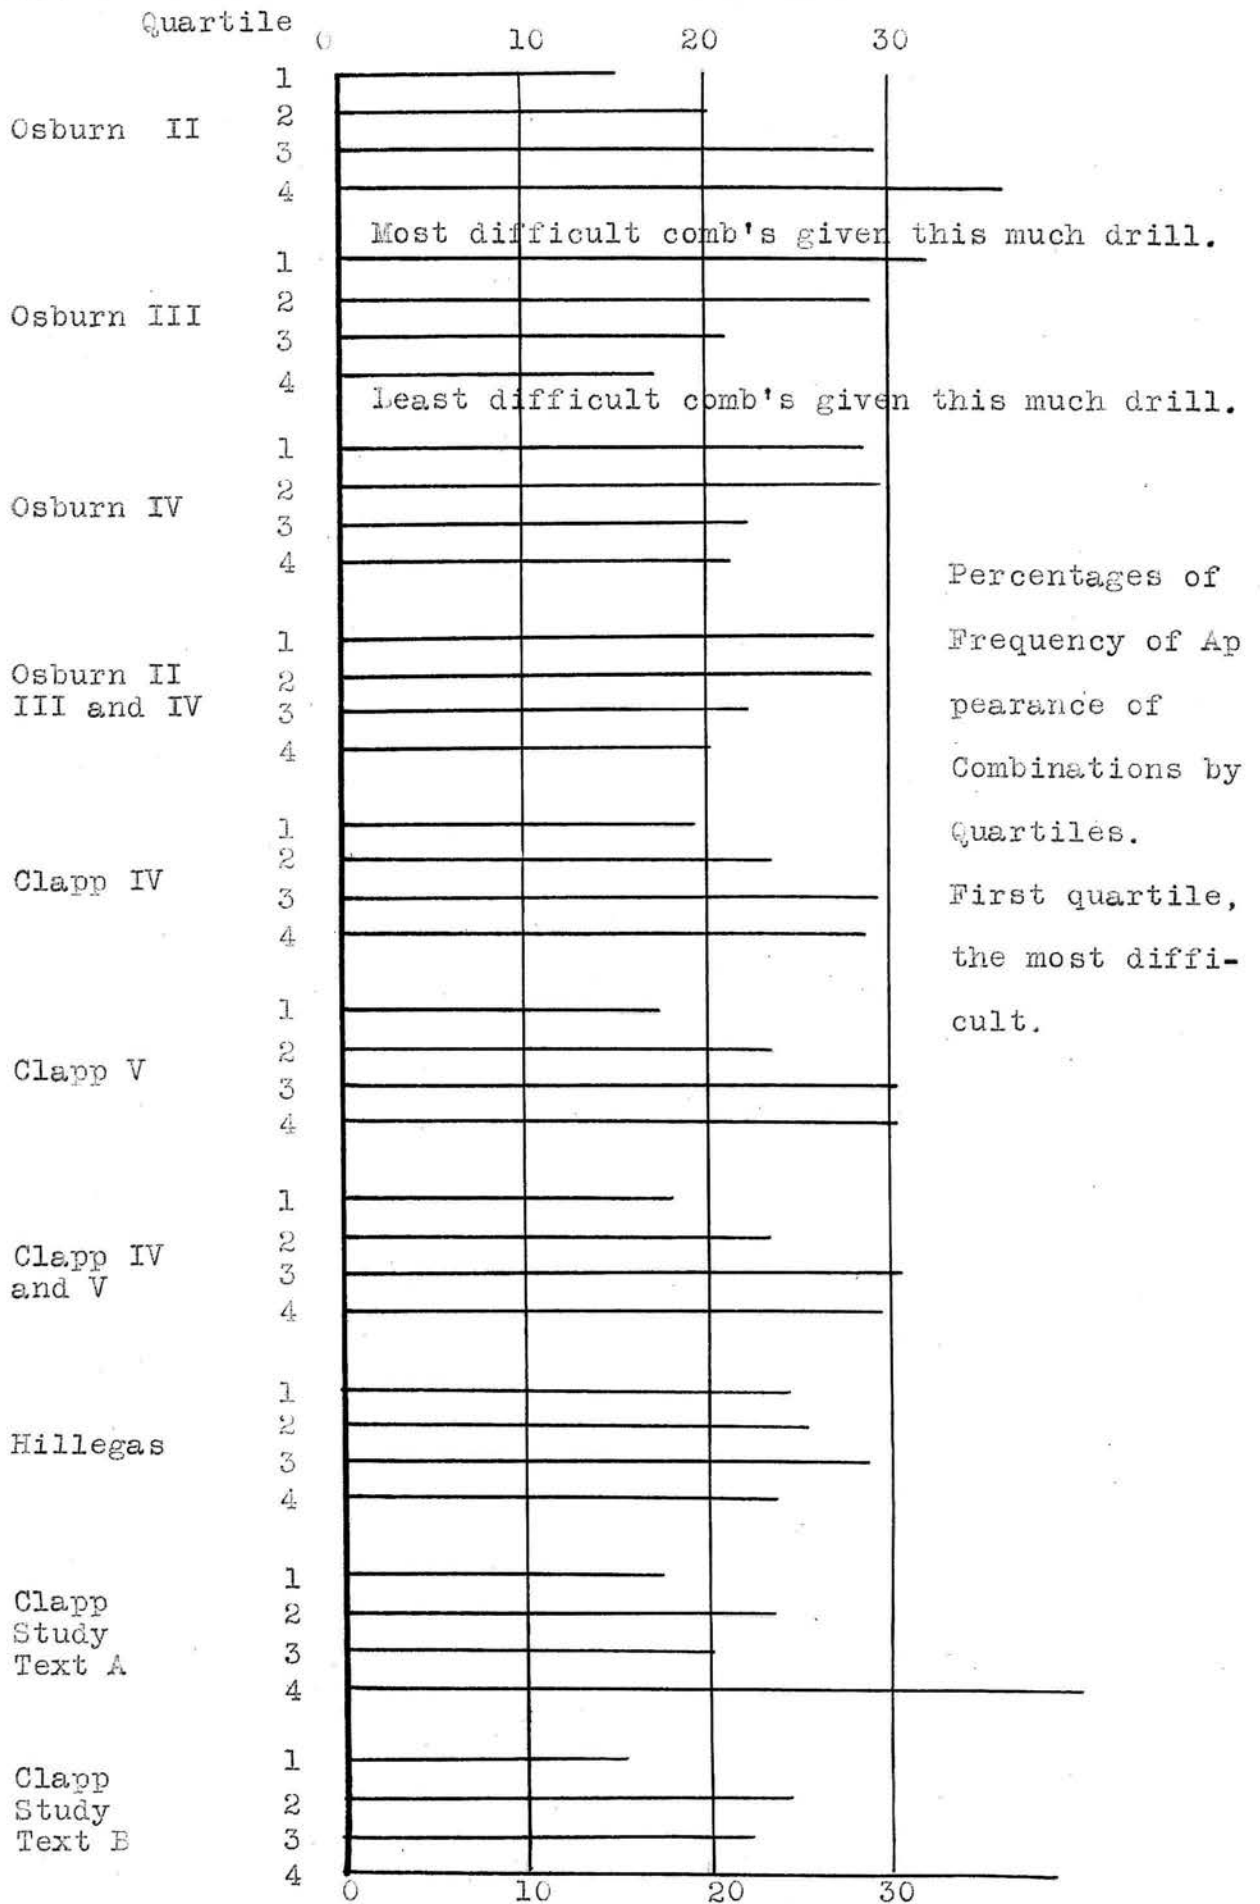 Quartile
0 10 20 30
1
Osburn II 2
3
4
Most difficult comb's given this much drill.
1
Osburn III 2
3
4
Least difficult comb's given this much drill.
1
Osburn IV 2
3
4
1
Osburn II 2
III and IV 3
4
1
2
Clapp IV 3
4
1
Clapp V 2
3
4
1
Clapp IV 2
and V 3
4
1
2
Hillegas 3
4
1
Clapp 2
Study
Text A 3
4
1
Clapp
Study 2
Text B 3
4
0 10 20 30
Percentages of
Frequency of Ap
pearance of
Combinations by
Quartiles.
First quartile,
the most diffi-
cult.